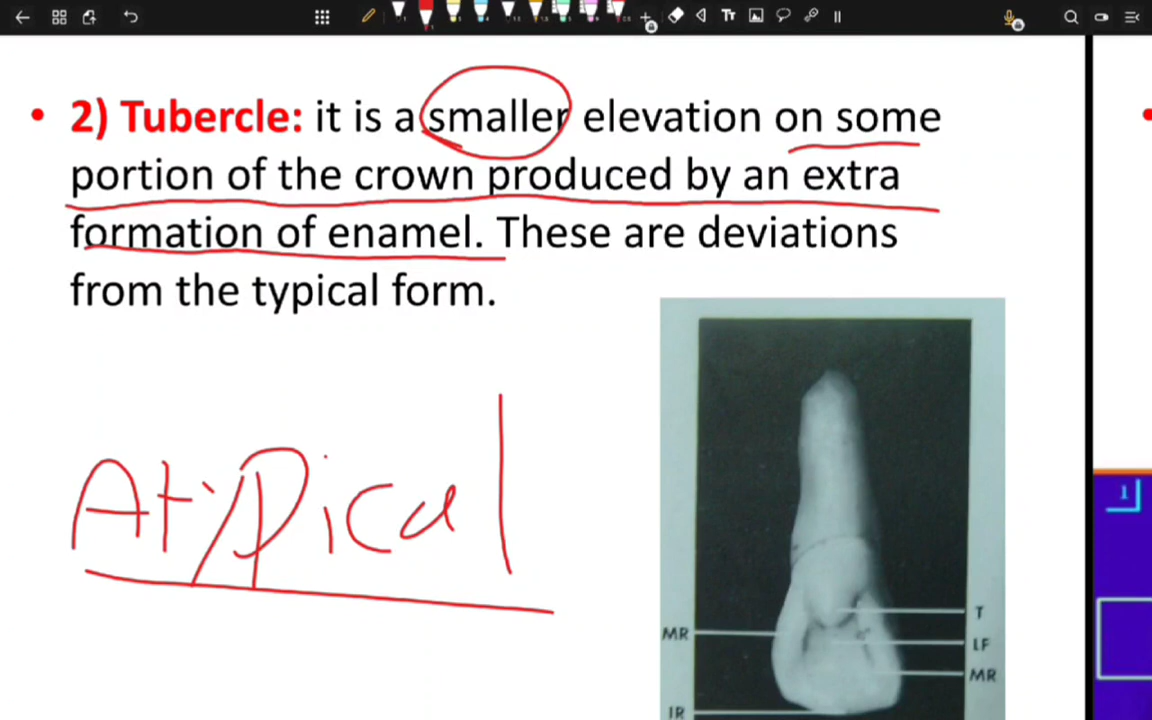 • 2) Tubercle: it is a smaller elevation on some
portion of the crown produced by an extra
formation of enamel. These are deviations
from the typical form.
Atypical
T
MR
LF
MR
IR
1